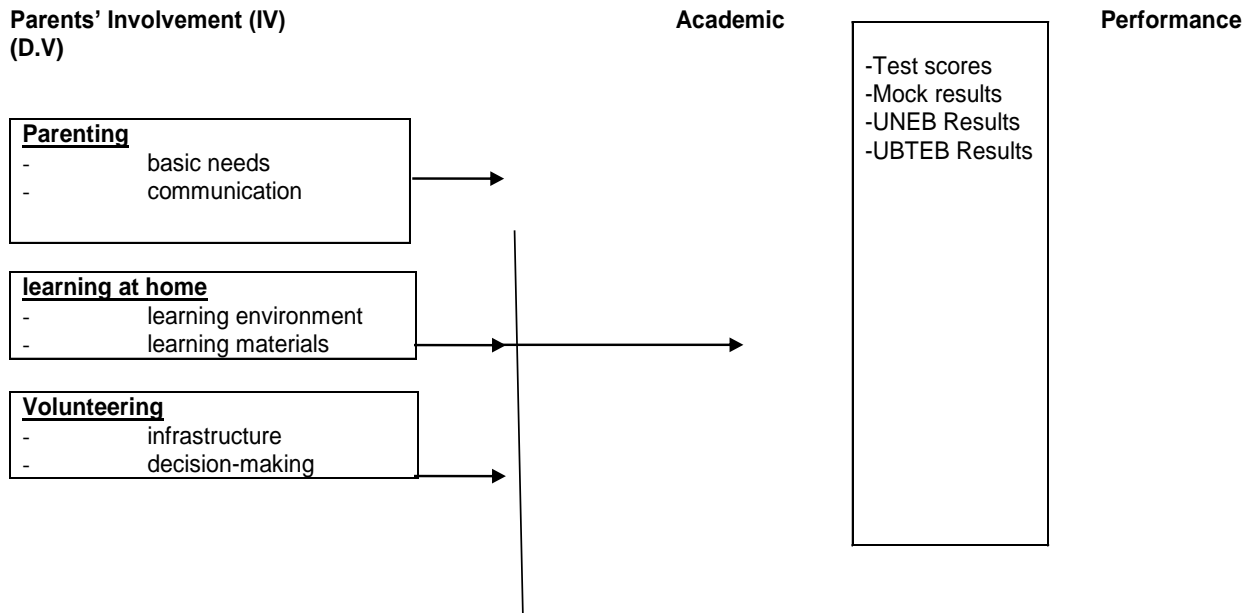 Parents’ Involvement (IV) Academic Performance
(D.V)
Parenting
- basic needs
- communication
learning at home
- learning environment
- learning materials
Volunteering
- infrastructure
- decision-making
-Test scores
-Mock results
-UNEB Results
-UBTEB Results